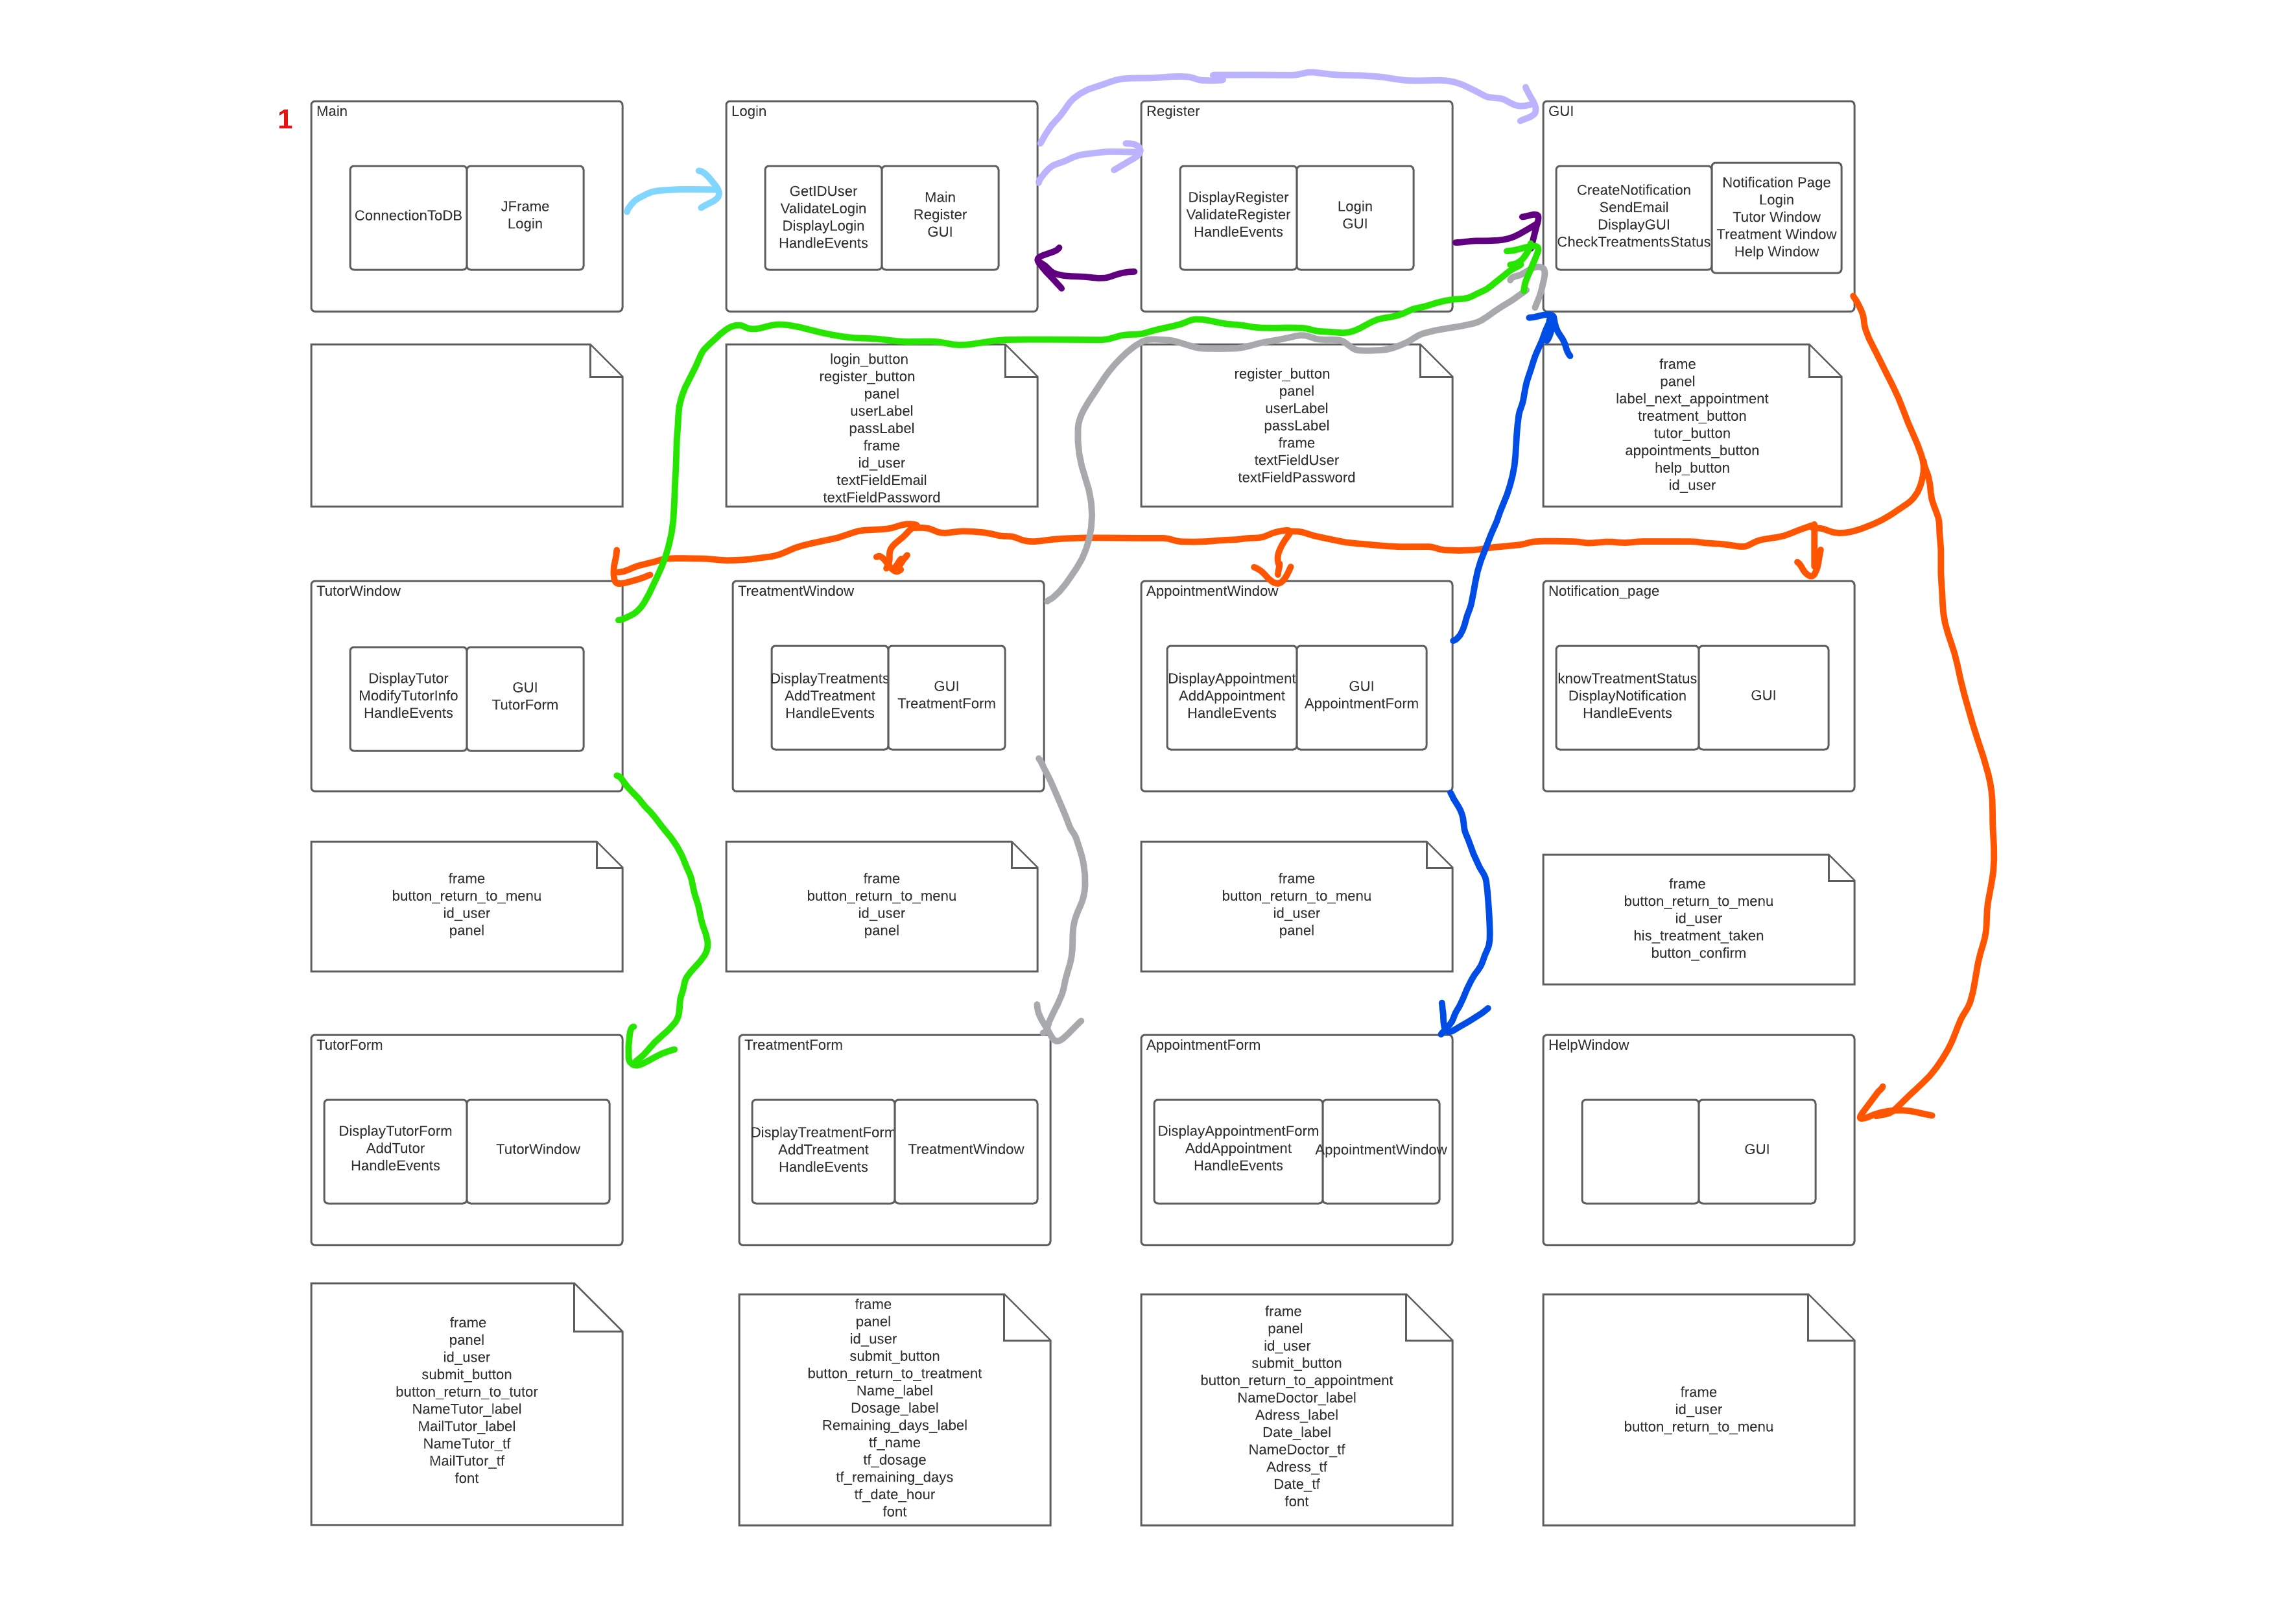 1
Main
ConnectionToDB
JFrame
Login
Login
GetIDUser
ValidateLogin
DisplayLogin
HandleEvents
Main
Register
GUI
Register
DisplayRegister
ValidateRegister
HandleEvents
Login
GUI
GUI
CreateNotification
SendEmail
DisplayGUI
CheckTreatmentsStatus
Notification Page
Login
Tutor Window
Treatment Window
Help Window
login_button
register_button
panel
userLabel
passLabel
frame
id_user
textFieldEmail
textFieldPassword
register_button
panel
userLabel
passLabel
frame
textFieldUser
textFieldPassword
frame
panel
label_next_appointment
treatment_button
tutor_button
appointments_button
help_button
id_user
TutorWindow
DisplayTutor
ModifyTutorInfo
HandleEvents
GUI
TutorForm
TreatmentWindow
DisplayTreatments
AddTreatment
HandleEvents
GUI
TreatmentForm
AppointmentWindow
DisplayAppointment
AddAppointment
HandleEvents
GUI
AppointmentForm
Notification_page
knowTreatmentStatus
DisplayNotification
HandleEvents
GUI
frame
button_return_to_menu
id_user
panel
frame
button_return_to_menu
id_user
panel
frame
button_return_to_menu
id_user
panel
frame
button_return_to_menu
id_user
his_treatment_taken
button_confirm
TutorForm
DisplayTutorForm
AddTutor
HandleEvents
TutorWindow
TreatmentForm
DisplayTreatmentForm
AddTreatment
HandleEvents
TreatmentWindow
AppointmentForm
DisplayAppointmentForm
AddAppointment
HandleEvents
AppointmentWindow
HelpWindow
GUI
frame
panel
id_user
submit_button
button_return_to_tutor
NameTutor_label
MailTutor_label
NameTutor_tf
MailTutor_tf
font
frame
panel
id_user
submit_button
button_return_to_treatment
Name_label
Dosage_label
Remaining_days_label
tf_name
tf_dosage
tf_remaining_days
tf_date_hour
font
frame
panel
id_user
submit_button
button_return_to_appointment
NameDoctor_label
Adress_label
Date_label
NameDoctor_tf
Adress_tf
Date_tf
font
frame
id_user
button_return_to_menu